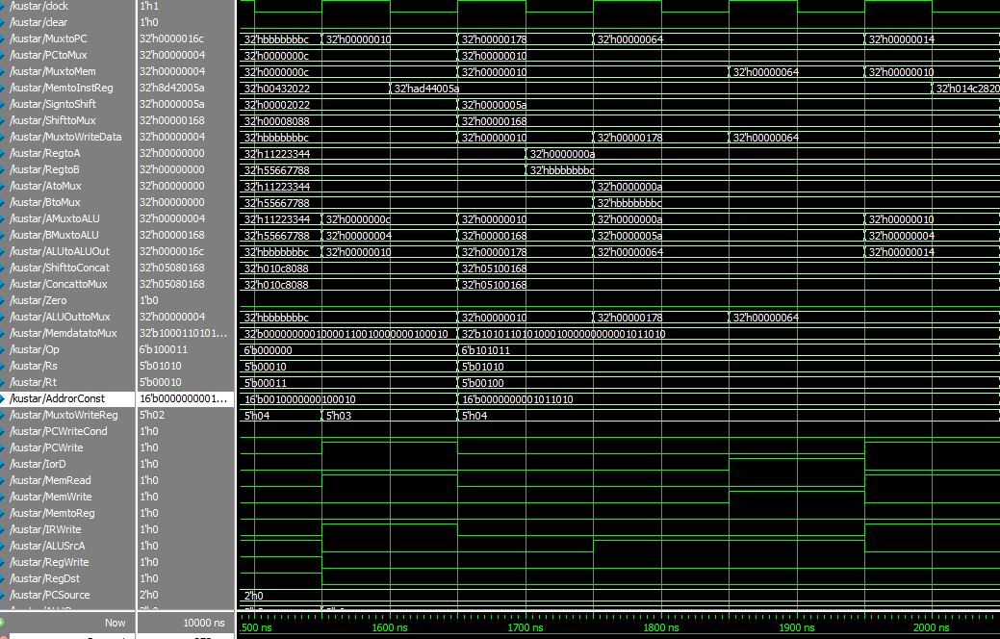 /kustar/clock 1'h1
/kustar/clear 1'h0
/kustar/MuxtoPC 32'h0000016c 32'hbbbbbbbc 32'h00000010 32'h00000178 32'h00000064 32'h00000014
/kustar/PCtoMux 32'h00000004 32'h0000000c 32'h00000010
/kustar/MuxtoMem 32'h00000004 32'h0000000c 32'h00000010 32'h00000064 32'h00000010
/kustar/MemtoInstReg 32'h8d42005a 32'h00432022 32'had44005a 32'h014c2820
/kustar/SigntoShift 32'h0000005a 32'h00002022 32'h0000005a
/kustar/ShifttoMux 32'h00000168 32'h00008088 32'h00000168
/kustar/MuxtoWriteData 32'h00000004 32'hbbbbbbbc 32'h00000010 32'h00000178 32'h00000064
/kustar/RegtoA 32'h00000000 32'h11223344 32'h0000000a
/kustar/RegtoB 32'h00000000 32'h55667788 32'hbbbbbbbc
/kustar/AtoMux 32'h00000000 32'h11223344 32'h0000000a
/kustar/BtoMux 32'h00000000 32'h55667788 32'hbbbbbbbc
/kustar/AMuxtoALU 32'h00000004 32'h11223344 32'h0000000c 32'h00000010 32'h0000000a 32'h00000010
/kustar/BMuxtoALU 32'h00000168 32'h55667788 32'h00000004 32'h00000168 32'h0000005a 32'h00000004
/kustar/ALUtoALUOut 32'h0000016c 32'hbbbbbbbc 32'h00000010 32'h00000178 32'h00000064 32'h00000014
/kustar/ShifttoConcat 32'h05080168 32'h010c8088 32'h05100168
/kustar/ConcattoMux 32'h05080168 32'h010c8088 32'h05100168
/kustar/Zero 1'b0
/kustar/ALUOuttoMux 32'h00000004 32'hbbbbbbbc 32'h00000010 32'h00000178 32'h00000064
/kustar/MemdatatoMux 32'b1000110101... 32'b00000000010000110010000000100010 32'b10101101010001000000000001011010
/kustar/Op 6'b100011 6'b000000 6'b101011
/kustar/Rs 5'b01010 5'b00010 5'b01010
/kustar/Rt 5'b00010 5'b00011 5'b00100
/kustar/AddrorConst 16'b0000000001... 16'b0010000000100010 16'b0000000001011010
/kustar/MuxtoWriteReg 5'h02 5'h04 5'h03 5'h04
/kustar/PCWriteCond 1'h0
/kustar/PCWrite 1'h0
/kustar/IorD 1'h0
/kustar/MemRead 1'h0
/kustar/MemWrite 1'h0
/kustar/MemtoReg 1'h0
/kustar/IRWrite 1'h0
/kustar/ALUSrcA 1'h0
/kustar/RegWrite 1'h0
/kustar/RegDst 1'h0
/kustar/PCSource 2'h0 2'h0
Now 10000 ns 500 ns 1600 ns 1700 ns 1800 ns 1900 ns 2000 ns